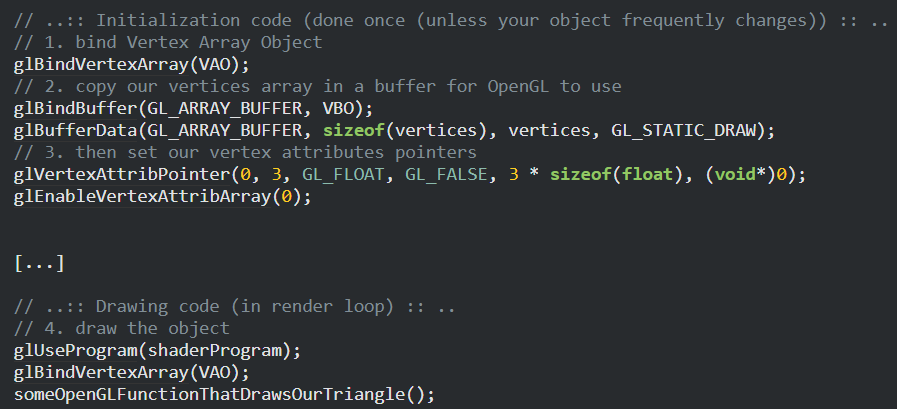 // ..:: Initialization code (done once (unless your object frequently changes)) :: ..
// 1. bind Vertex Array Object
glBindVertexArray(VAO);
// 2. copy our vertices array in a buffer for OpenGL to use
glBindBuffer(GL_ARRAY_BUFFER, VBO);
glBufferData(GL_ARRAY_BUFFER, sizeof(vertices), vertices, GL_STATIC_DRAW);
// 3. then set our vertex attributes pointers
glVertexAttribPointer(0, 3, GL_FLOAT, GL_FALSE, 3 * sizeof(float), (void*)0);
glEnableVertexAttribArray(0);
[...]
// ..:: Drawing code (in render loop) :: ..
// 4. draw the object
glUseProgram(shaderProgram);
glBindVertexArray(VAO);
someOpenGLFunctionThatDrawsOurTriangle();